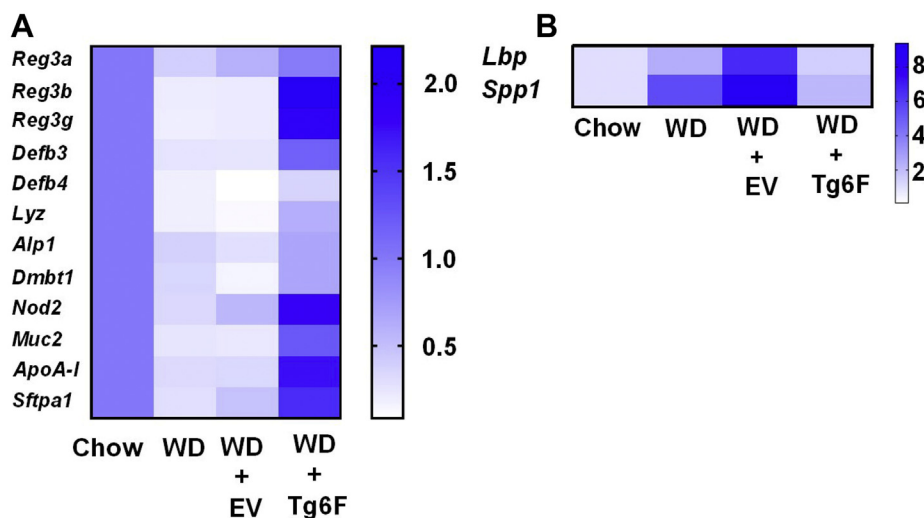 A
Reg3a
Reg3b
Reg3g
Defb3
Defb4
Lyz
Alp1
Dmbt1
Nod2
Muc2
ApoA-I
Sftpa1
Chow WD WD + EV WD + Tg6F
2.0
1.5
1.0
0.5
B
Lbp
Spp1
Chow WD WD + EV WD + Tg6F
8
6
4
2